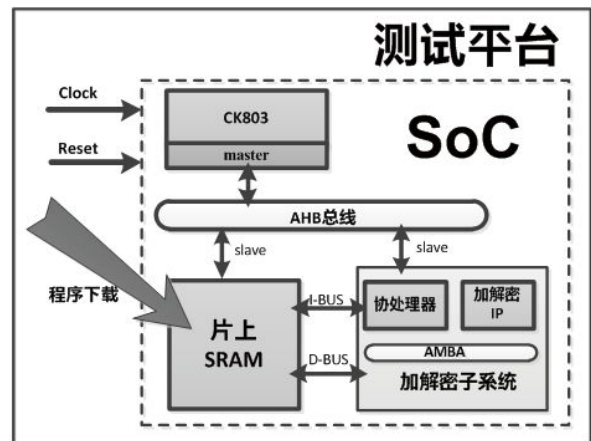 测试平台
Clock
CK803
SoC
Reset
master
AHB总线
slave
slave
程序下载
I-BUS
协处理器
加解密
IP
片上
SRAM
AMBA
D-BUS
加解密子系统